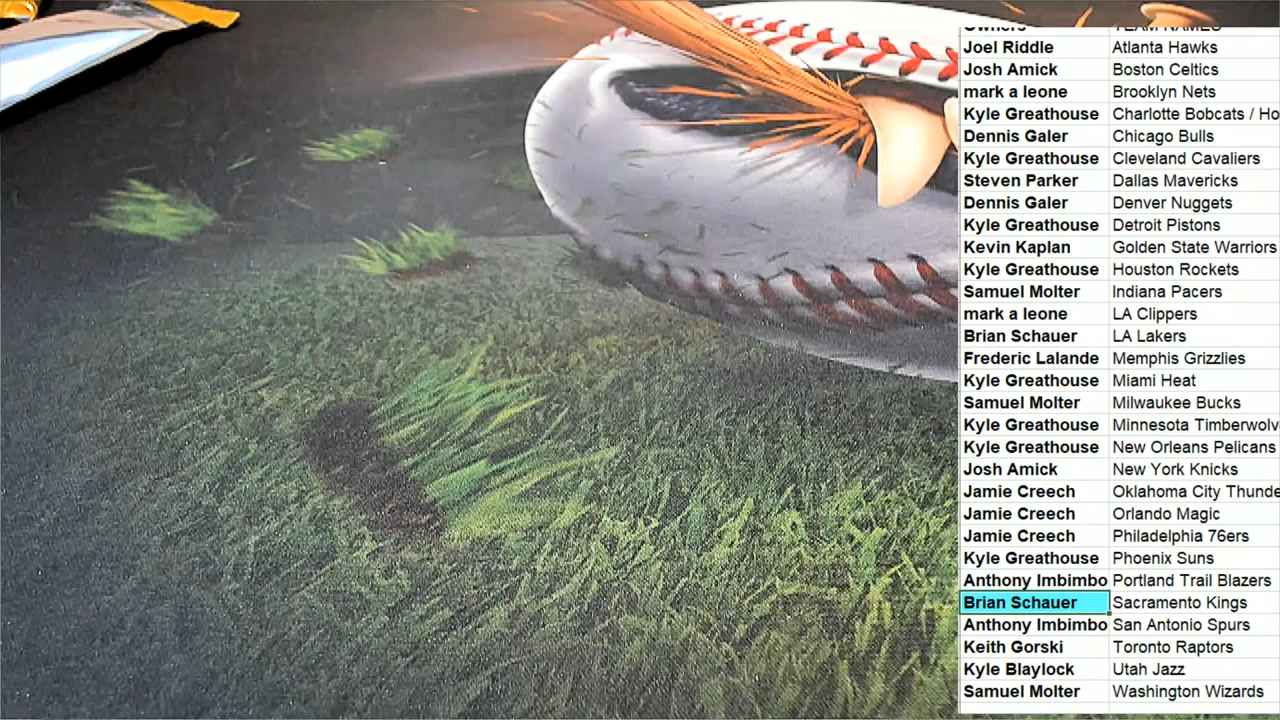 Owners TEAM NAMES
Joel Riddle Atlanta Hawks
Josh Amick Boston Celtics
mark a leone Brooklyn Nets
Kyle Greathouse Charlotte Bobcats / Ho
Dennis Galer Chicago Bulls
Kyle Greathouse Cleveland Cavaliers
Steven Parker Dallas Mavericks
Dennis Galer Denver Nuggets
Kyle Greathouse Detroit Pistons
Kevin Kaplan Golden State Warriors
Kyle Greathouse Houston Rockets
Samuel Molter Indiana Pacers
mark a leone LA Clippers
Brian Schauer LA Lakers
Frederic Lalande Memphis Grizzlies
Kyle Greathouse Miami Heat
Samuel Molter Milwaukee Bucks
Kyle Greathouse Minnesota Timberwolv
Kyle Greathouse New Orleans Pelicans
Josh Amick New York Knicks
Jamie Creech Oklahoma City Thunde
Jamie Creech Orlando Magic
Jamie Creech Philadelphia 76ers
Kyle Greathouse Phoenix Suns
Anthony Imbimbo Portland Trail Blazers
Brian Schauer Sacramento Kings
Anthony Imbimbo San Antonio Spurs
Keith Gorski Toronto Raptors
Kyle Blaylock Utah Jazz
Samuel Molter Washington Wizards